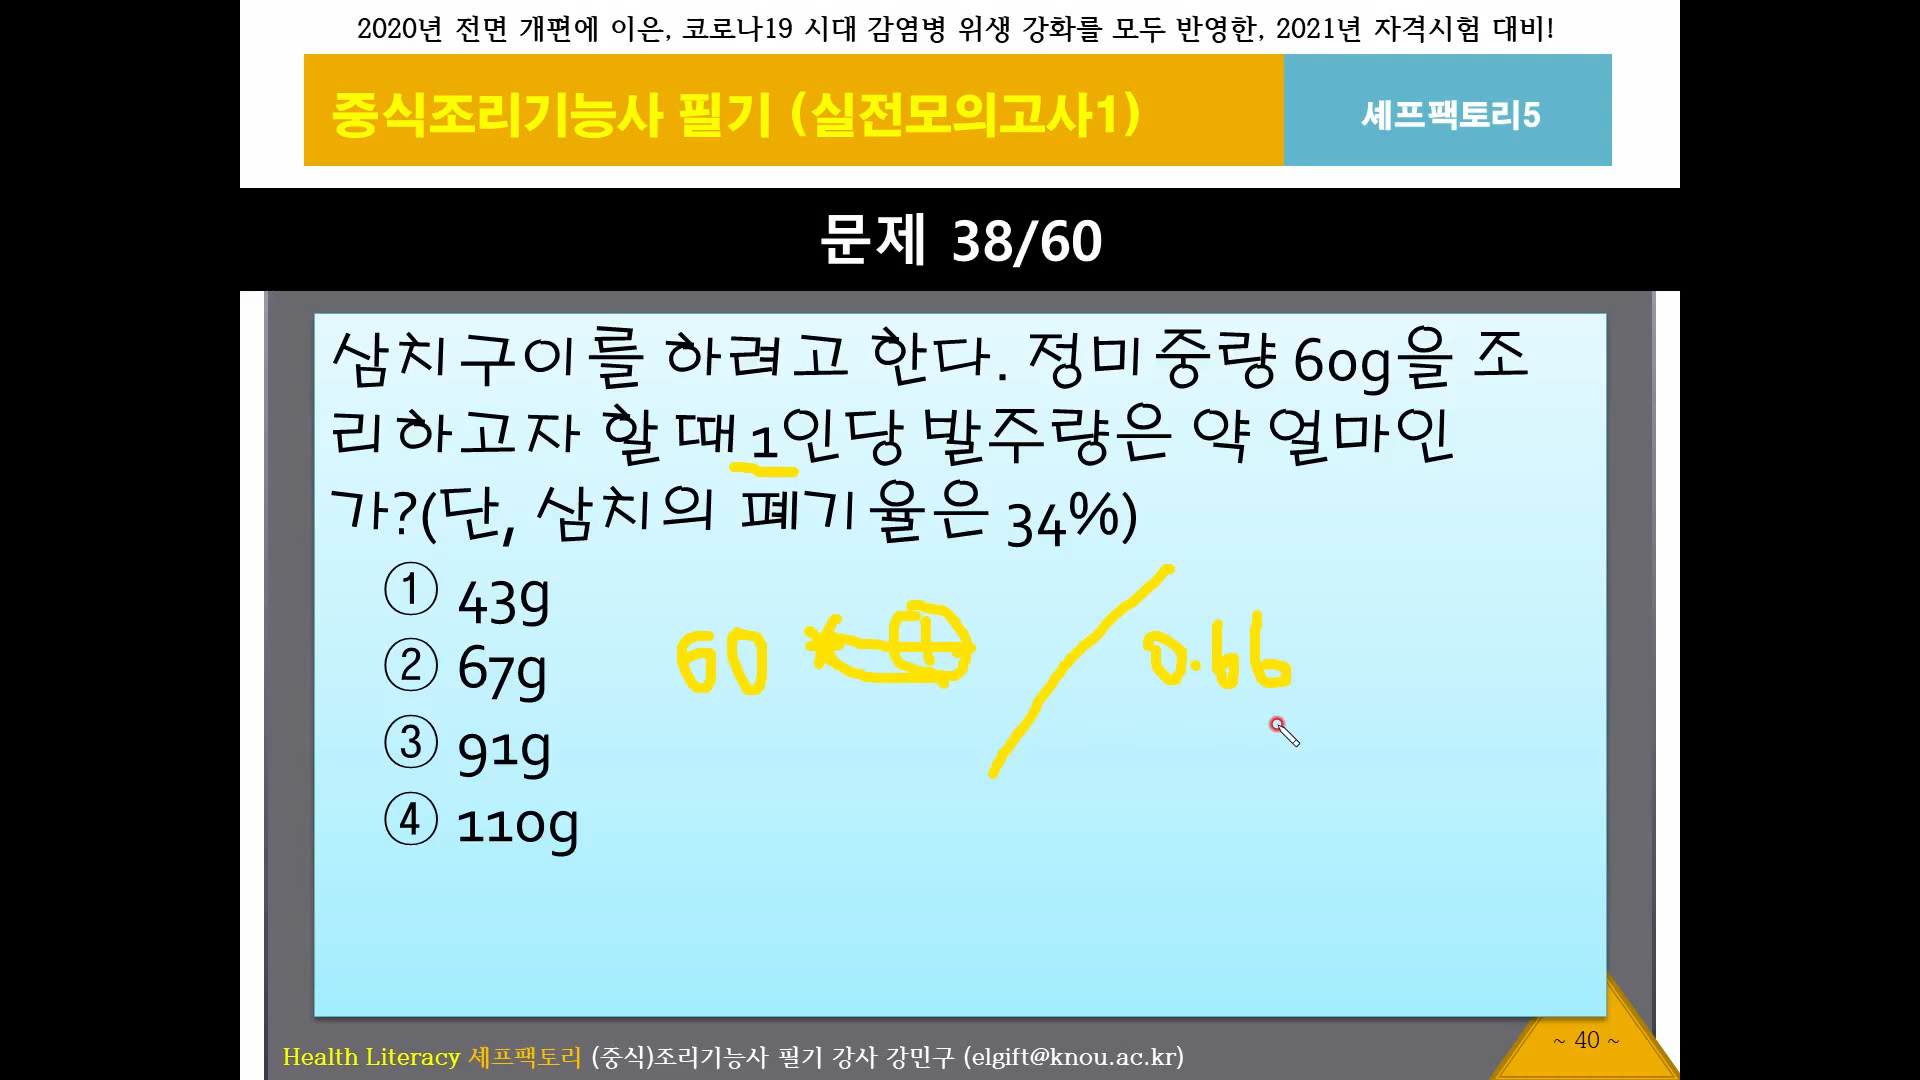 2020년 전면 개편에 이은, 코로나19 시대 감염병 위생 강화를 모두 반영한, 2021년 자격시험 대비!
중식조리기능사 필기 (실전모의고사1)
셰프팩토리5
문제 38/60
삼치구이를 하려고 한다. 정미중량 60g을 조
리하고자 할 때 1인당 발주량은 약 얼마인
가?(단, 삼치의 폐기율은 34%)
① 43g
② 67g
③ 91g
④ 110g
60
0.66
Health Literacy 셰프팩토리 (중식)조리기능사 필기 강사 강민구 (elgift@knou.ac.kr)
~ 40 ~